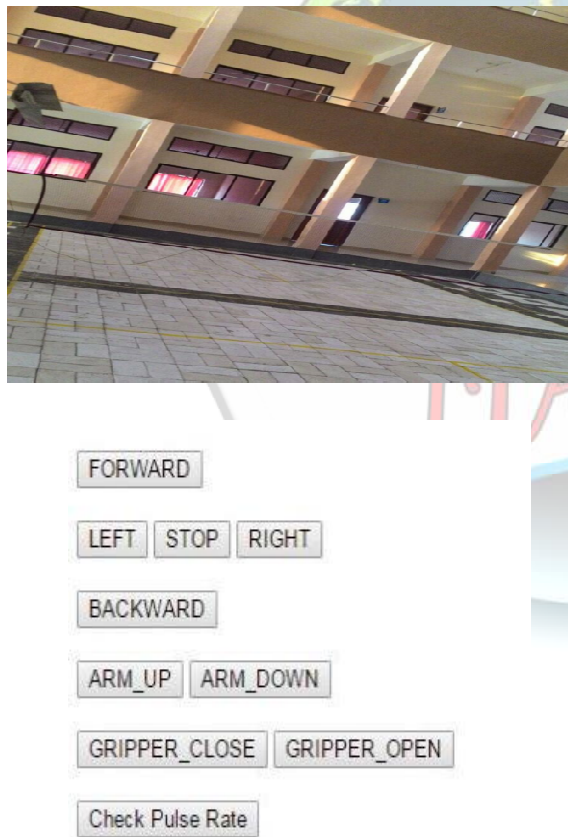 FORWARD
LEFT STOP RIGHT
BACKWARD
ARM_UP ARM_DOWN
GRIPPER_CLOSE GRIPPER_OPEN
Check Pulse Rate